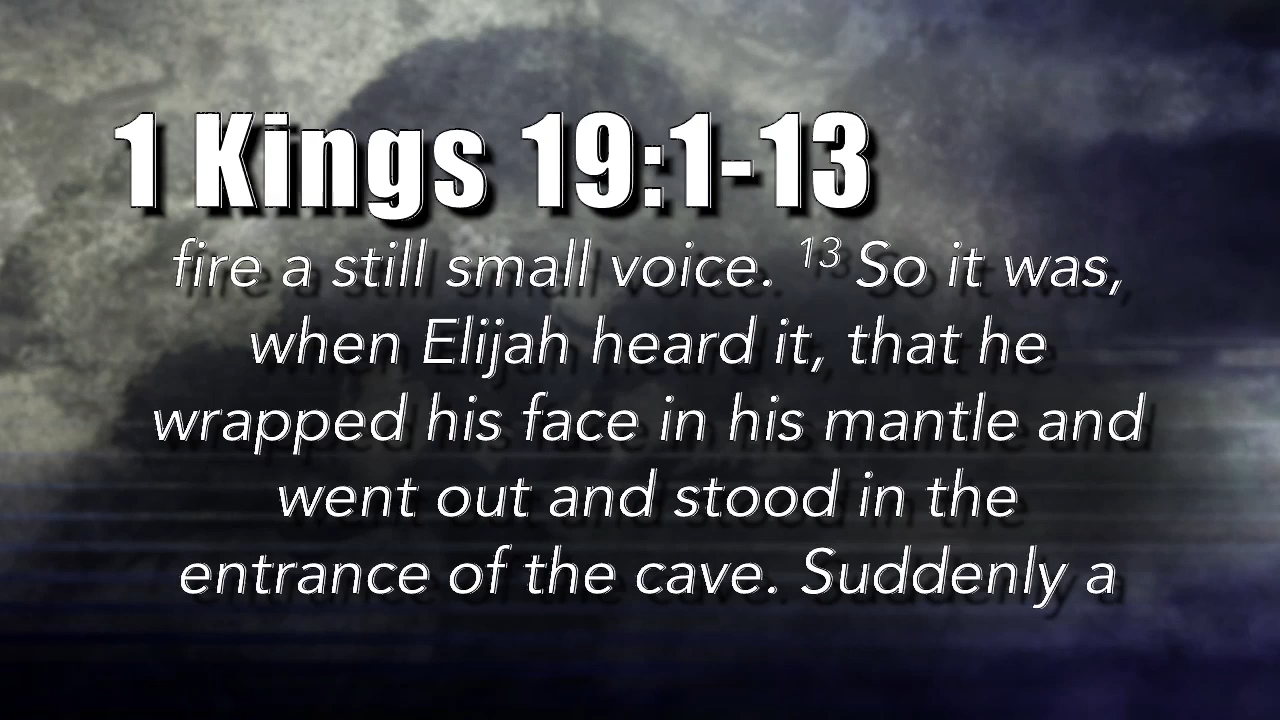 1 Kings 19:1-13
fire a still small voice. 13 So it was,
when Elijah heard it, that he
wrapped his face in his mantle and
went out and stood in the
entrance of the cave. Suddenly a